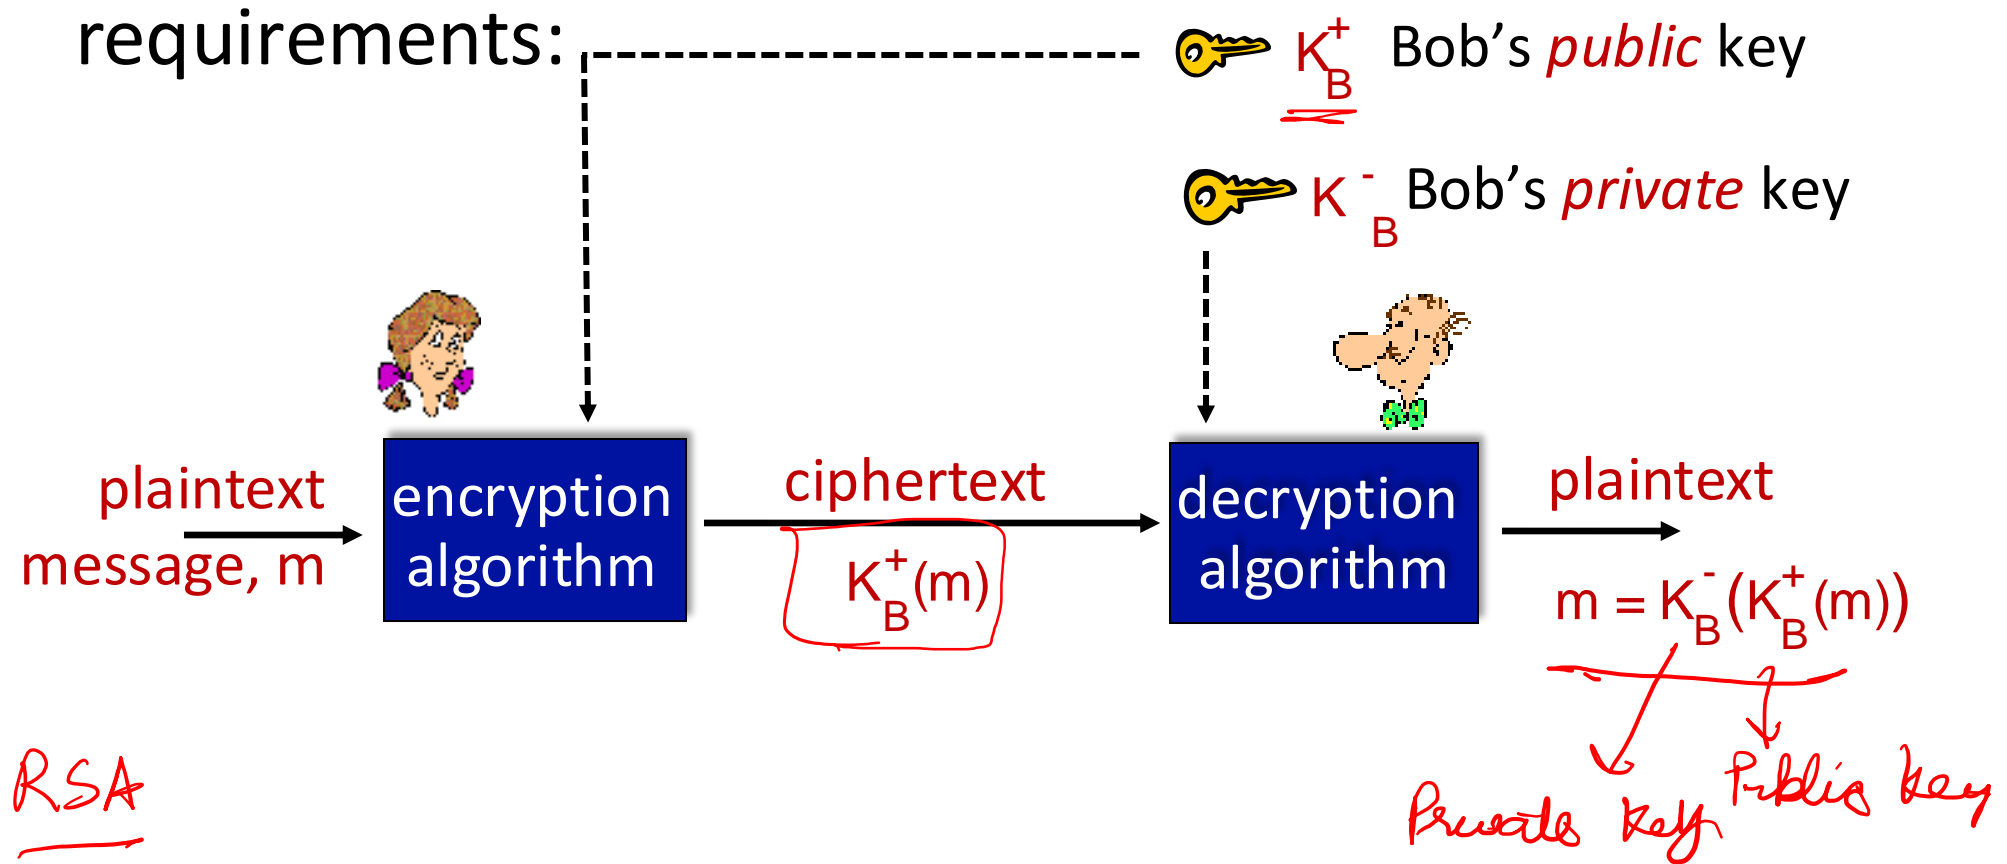 requirements:
K+B Bob’s public key
K-B Bob’s private key
plaintext
message, m
encryption
algorithm
ciphertext
K+B(m)
decryption
algorithm
plaintext
m = K-B(K+B(m))
RSA
Private Key
Public Key